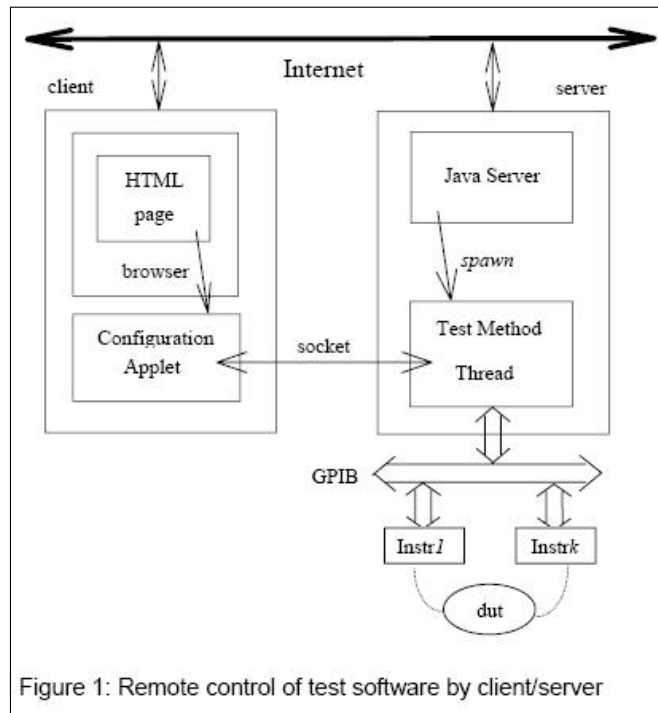 Internet
client
server
HTML
page
browser
Configuration
Applet
Java Server
spawn
Test Method
Thread
socket
GPIB
Instr1
Instrk
dut
Figure 1: Remote control of test software by client/server